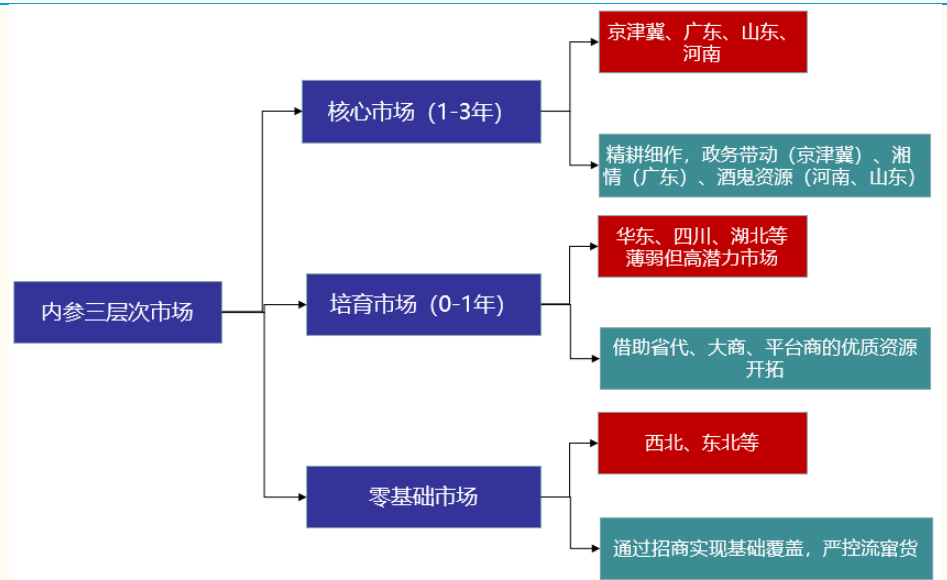 内参三层次市场
核心市场（1-3年）
京津冀、广东、山东、
河南
精耕细作，政务带动（京津冀）、湘
情（广东）、酒鬼资源（河南、山东）
培育市场（0-1年）
华东、四川、湖北等
薄弱但高潜力市场
借助省代、大商、平台商的优质资源
开拓
零基础市场
西北、东北等
通过招商实现基础覆盖，严控流窜货